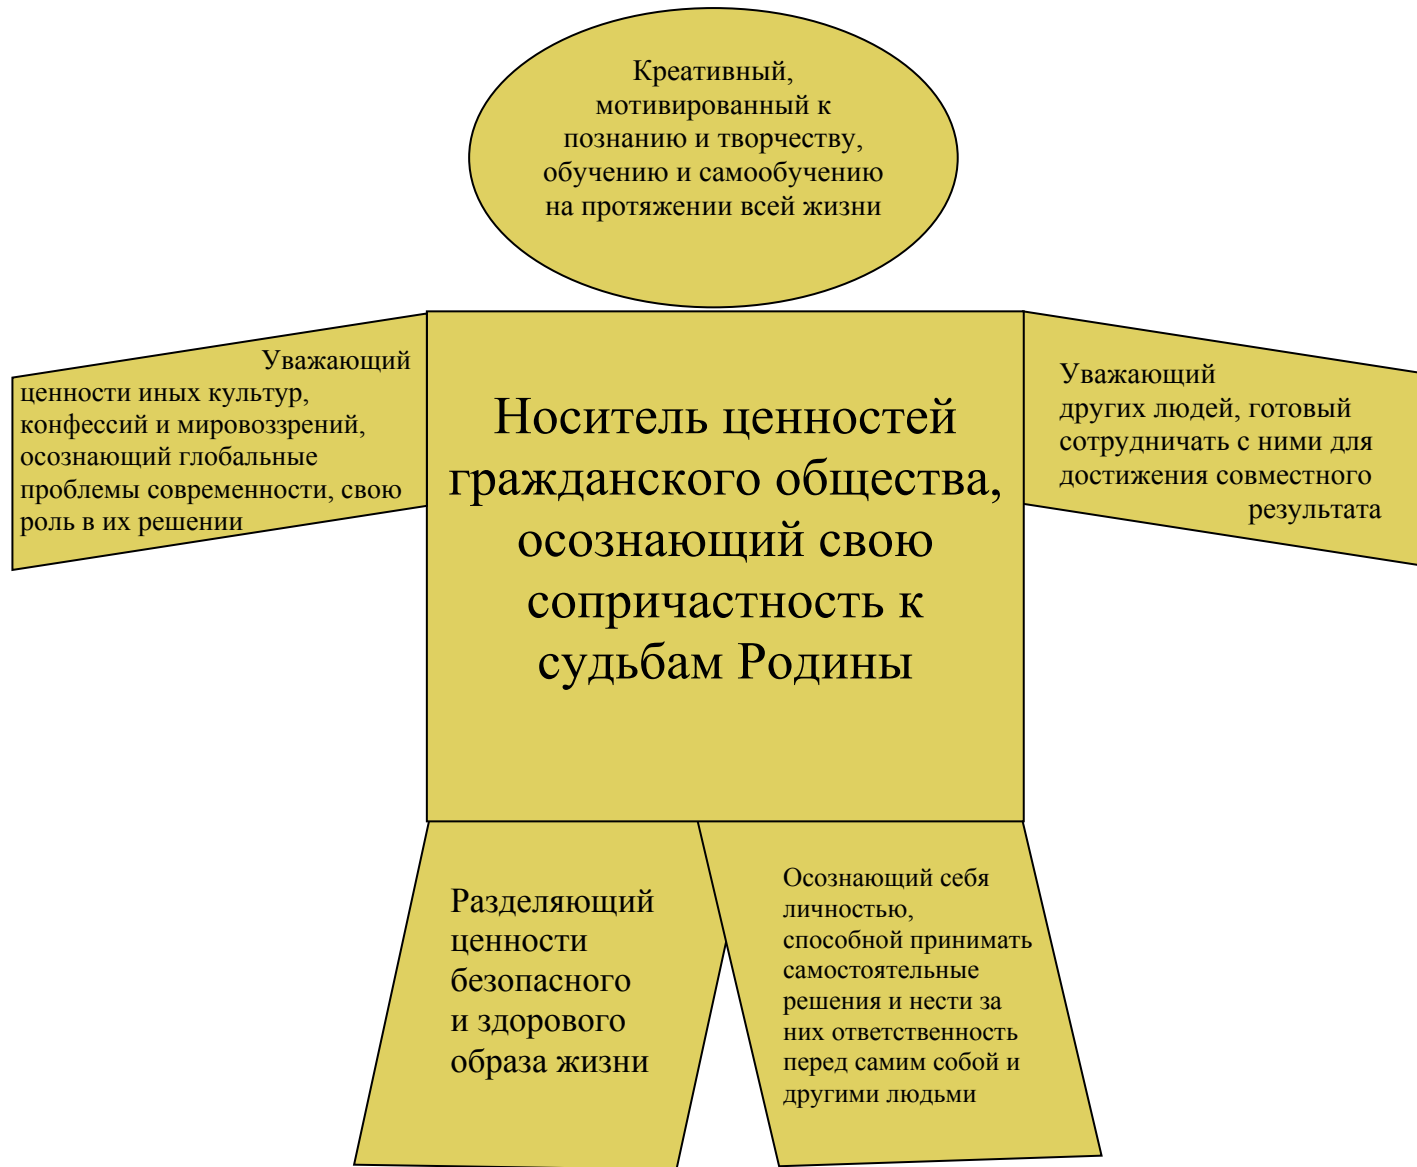 Креативный,
мотивированный к
познанию и творчеству,
обучению и самообучению
на протяжении всей жизни
Уважающий
ценности иных культур,
конфессий и мировоззрений,
осознающий глобальные
проблемы современности, свою
роль в их решении
Носитель ценностей
гражданского общества,
осознающий свою
сопричастность к
судьбам Родины
Уважающий
других людей, готовый
сотрудничать с ними для
достижения совместного
результата
Разделяющий
ценности
безопасного
и здорового
образа жизни
Осознающий себя
личностью,
способной принимать
самостоятельные
решения и нести за
них ответственность
перед самим собой и
другими людьми